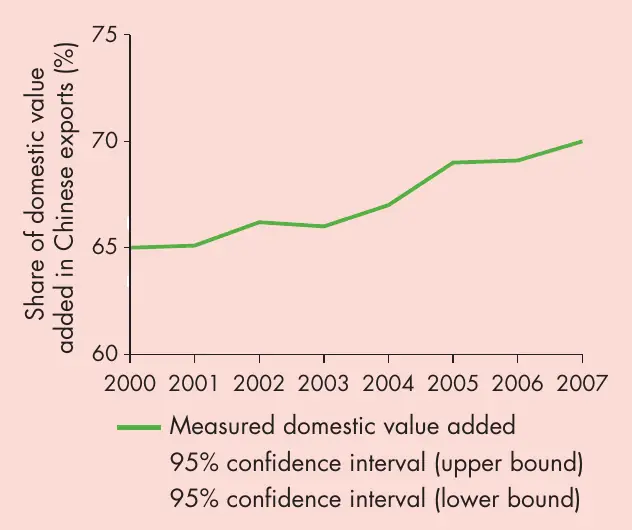 Share of domestic value
added in Chinese exports (%)
75
70
65
60
2000 2001 2002 2003 2004 2005 2006 2007
Measured domestic value added
95% confidence interval (upper bound)
95% confidence interval (lower bound)